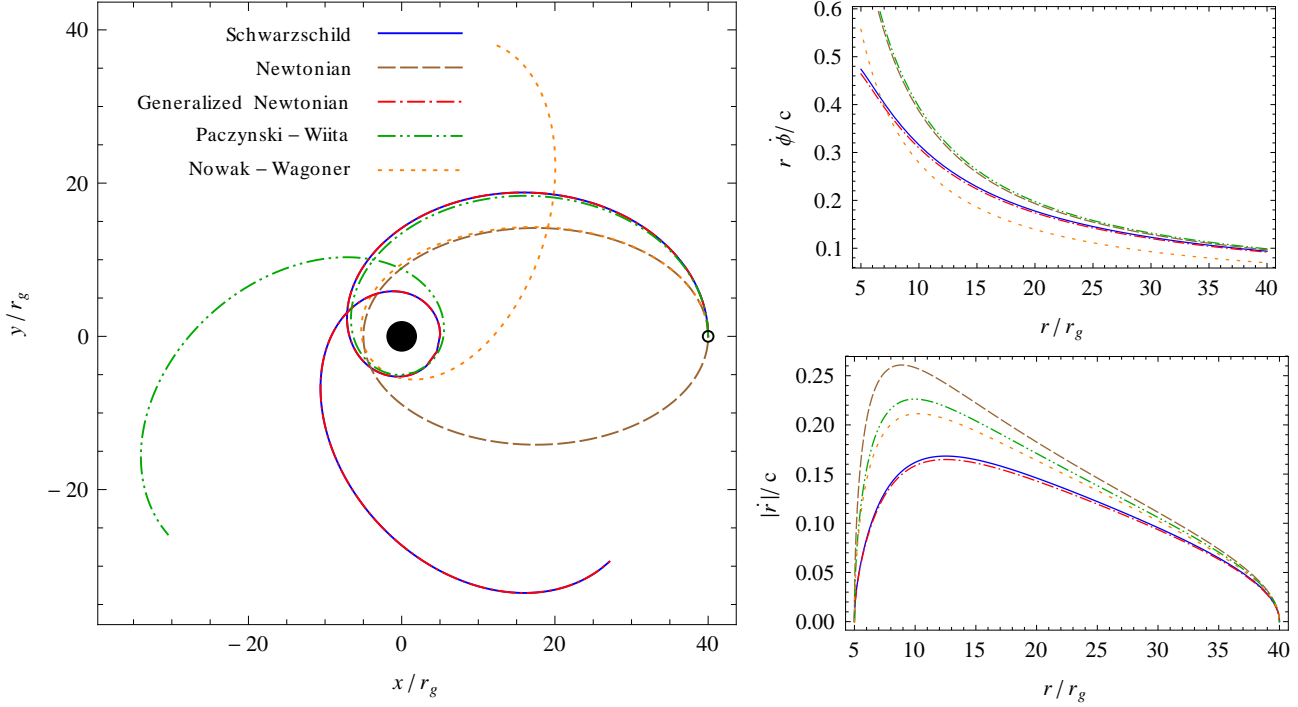 40
20
0
−20
y/r_g
−20
0
20
40
x/r_g
Schwarzschild
Newtonian
Generalized Newtonian
Paczynski − Wiita
Nowak − Wagoner
0.6
0.5
0.4
0.3
0.2
0.1
r ϕ̇/c
5 10 15 20 25 30 35 40
r/r_g
0.25
0.20
0.15
0.10
0.05
0.00
|ṙ|/c
5 10 15 20 25 30 35 40
r/r_g